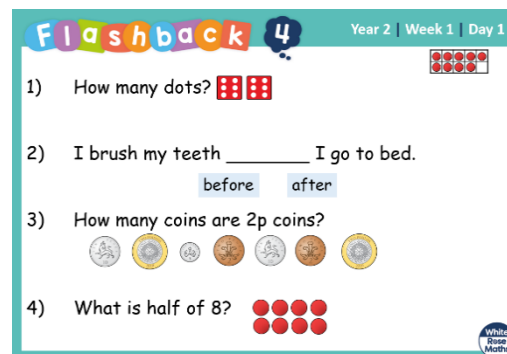 Flashback 4
Year 2 | Week 1 | Day 1
1) How many dots?
2) I brush my teeth ________ I go to bed.
before after
3) How many coins are 2p coins?
4) What is half of 8?
White
Rose
Maths